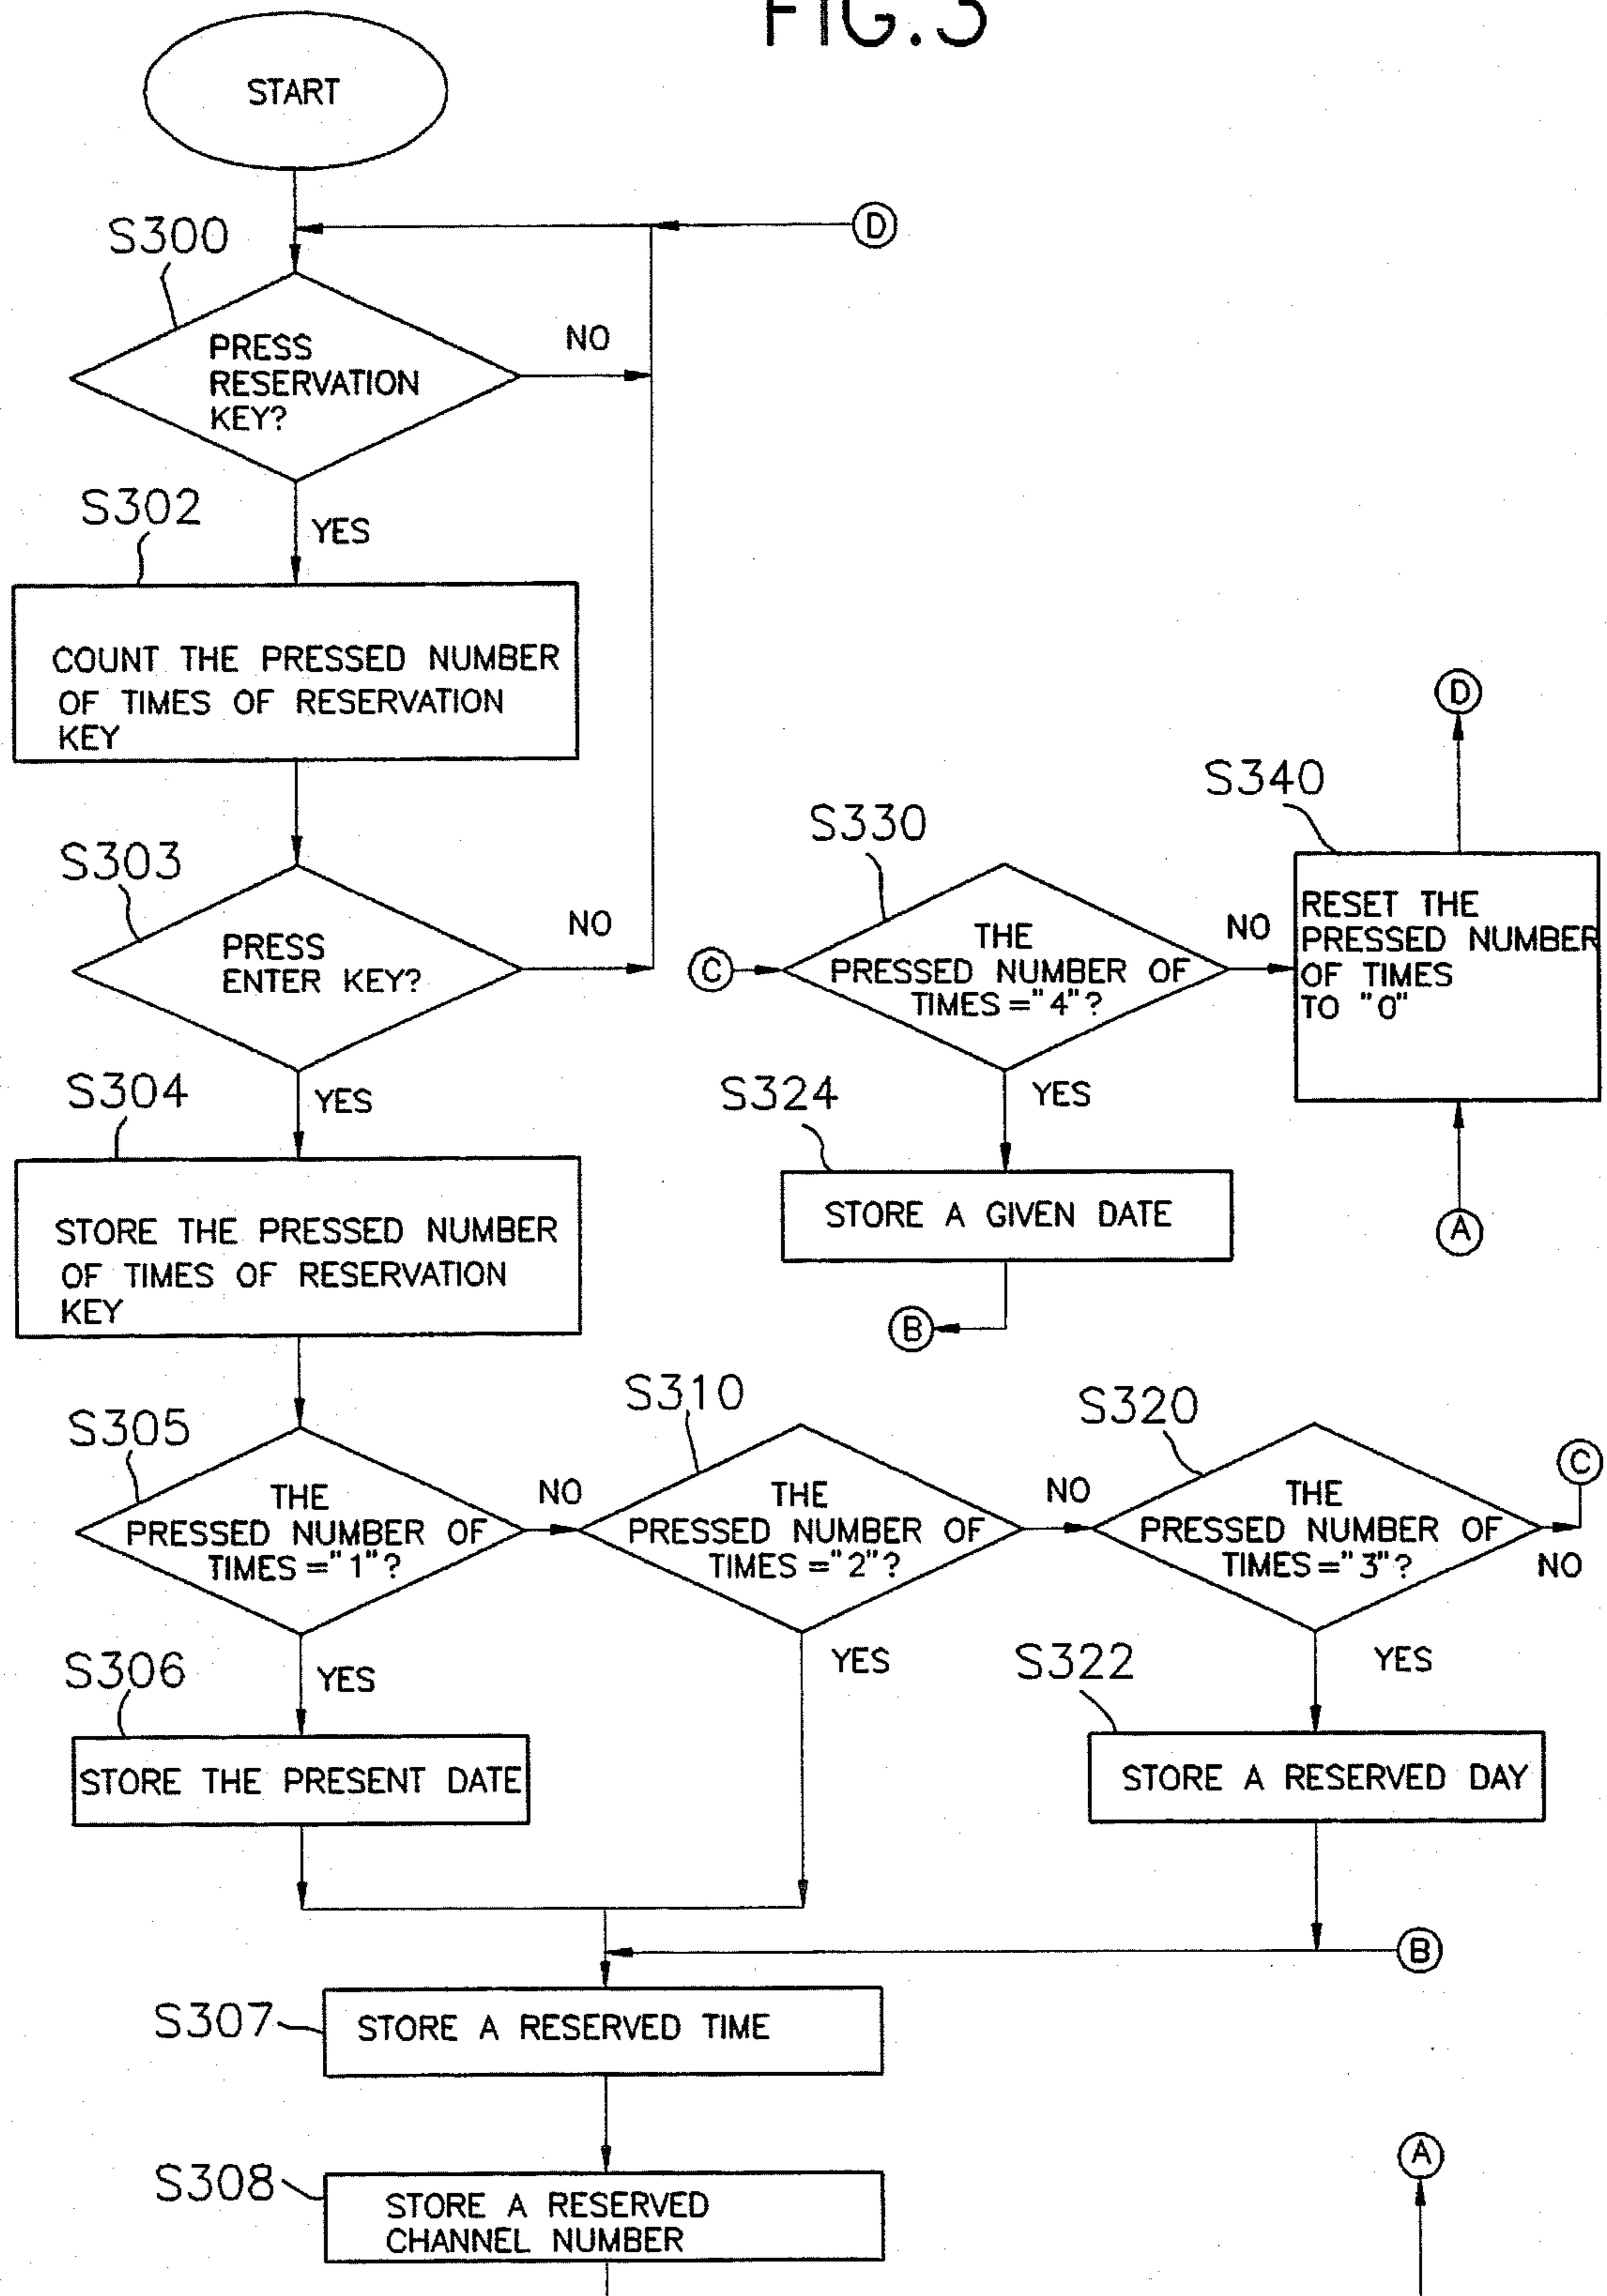 FIG.3
START
D
S300
PRESS
RESERVATION
KEY?
NO
YES
S302
COUNT THE PRESSED NUMBER
OF TIMES OF RESERVATION
KEY
S303
PRESS
ENTER KEY?
NO
YES
S304
STORE THE PRESSED NUMBER
OF TIMES OF RESERVATION
KEY
D
S340
RESET THE
PRESSED NUMBER
OF TIMES
TO "0"
A
S330
C
THE
PRESSED NUMBER OF
TIMES="4"?
NO
YES
S324
STORE A GIVEN DATE
B
S305
THE
PRESSED NUMBER OF
TIMES="1"?
NO
YES
S310
THE
PRESSED NUMBER OF
TIMES="2"?
NO
YES
S320
THE
PRESSED NUMBER OF
TIMES="3"?
C
NO
YES
S306
STORE THE PRESENT DATE
S322
STORE A RESERVED DAY
B
S307
STORE A RESERVED TIME
S308
STORE A RESERVED
CHANNEL NUMBER
A